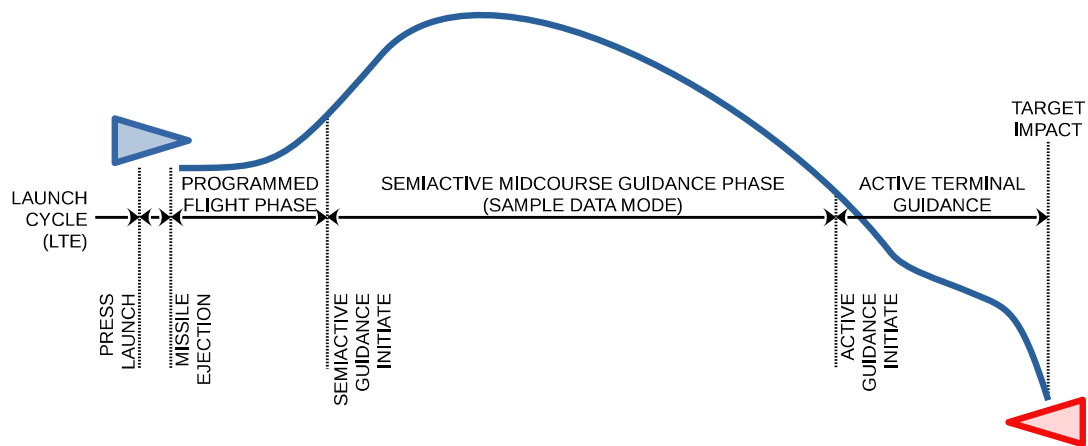 TARGET
IMPACT
LAUNCH
CYCLE
(LTE)
PROGRAMMED
FLIGHT PHASE
SEMIACTIVE MIDCOURSE GUIDANCE PHASE
(SAMPLE DATA MODE)
ACTIVE TERMINAL
GUIDANCE
PRESS
LAUNCH
MISSILE
EJECTION
SEMIACTIVE
GUIDANCE
INITIATE
ACTIVE
GUIDANCE
INITIATE